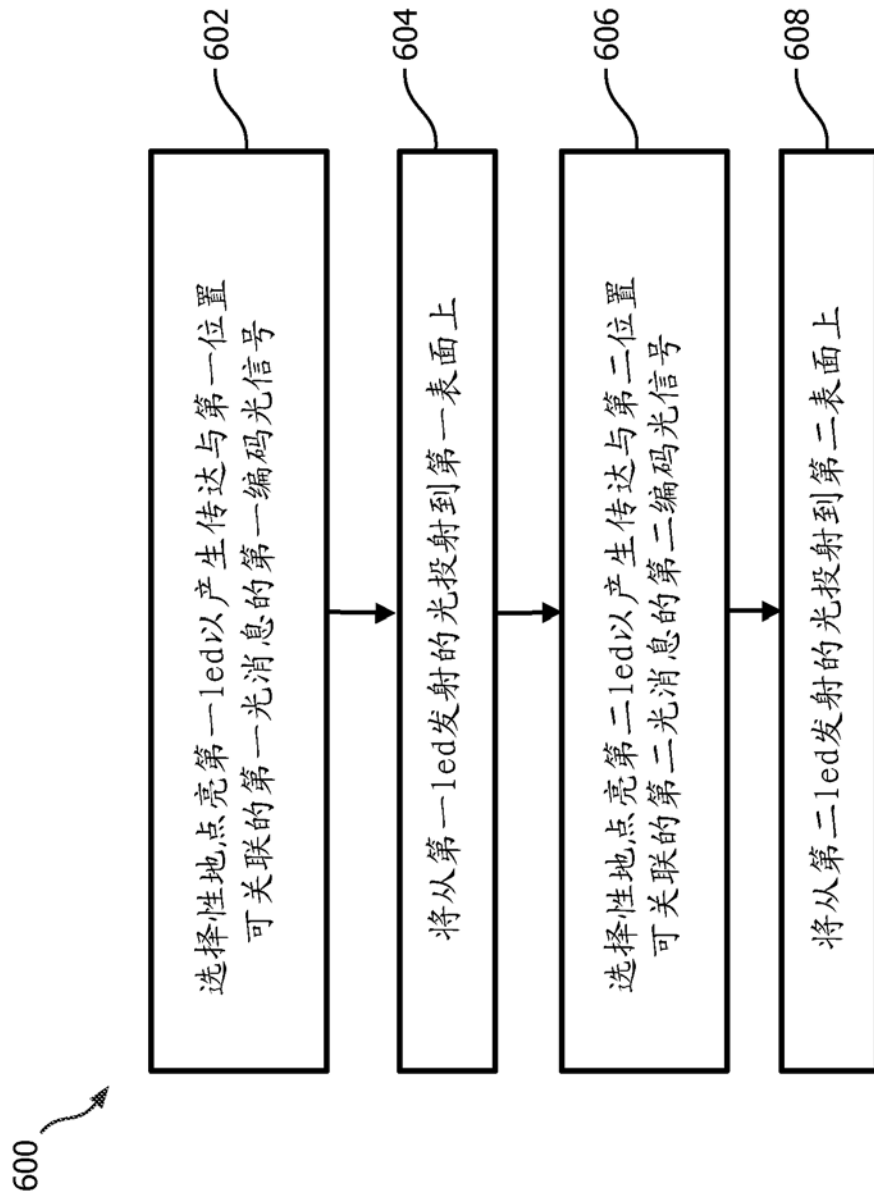 600
602
选择性地点亮第一led以产生传达与第一位置
可关联的第一光消息的第一编码光信号
604
将从第一led发射的光投射到第一表面上
606
选择性地点亮第二led以产生传达与第二位置
可关联的第二光消息的第二编码光信号
608
将从第二led发射的光投射到第二表面上